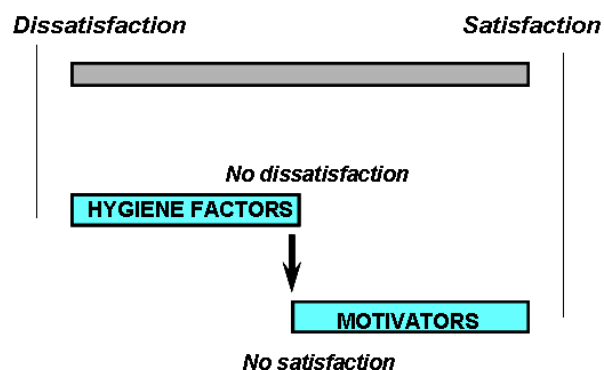 Dissatisfaction
Satisfaction
No dissatisfaction
HYGIENE FACTORS
MOTIVATORS
No satisfaction